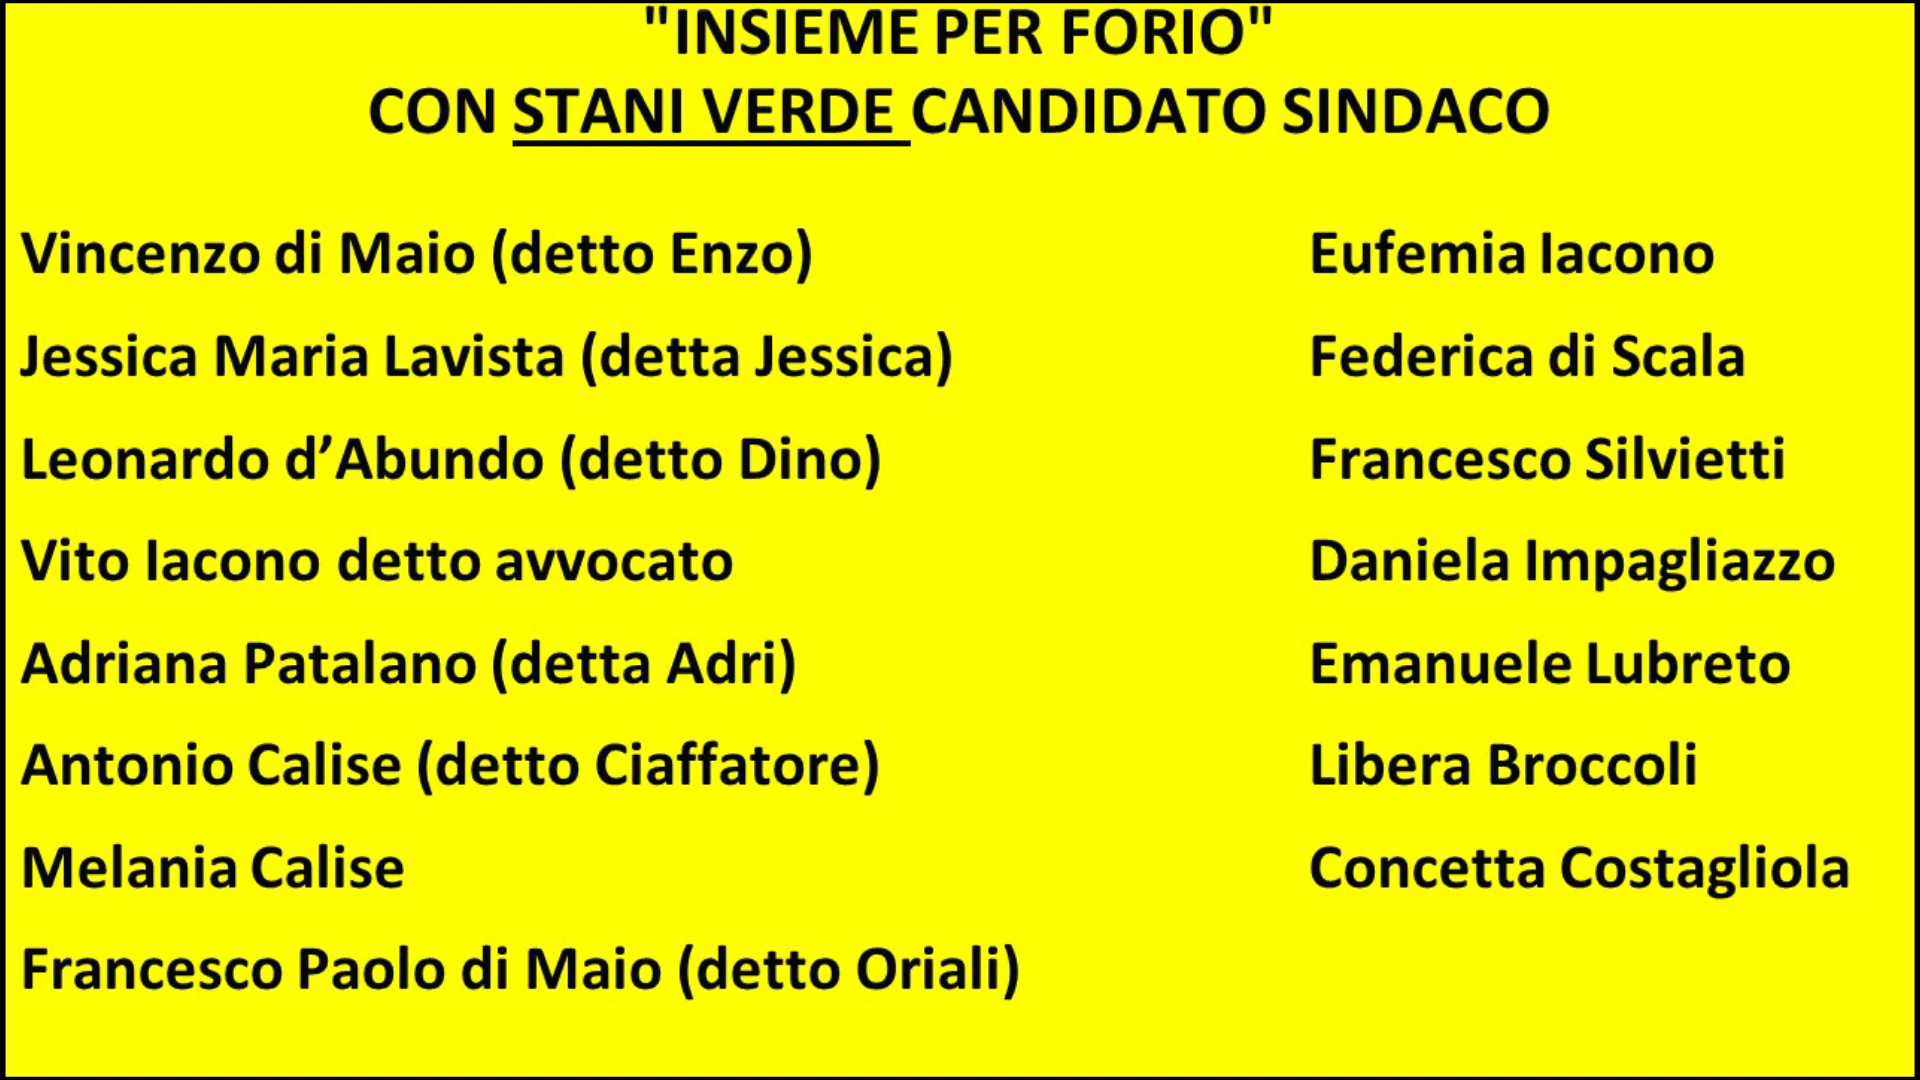 "INSIEME PER FORIO"
CON STANI VERDE CANDIDATO SINDACO
Vincenzo di Maio (detto Enzo)
Jessica Maria Lavista (detta Jessica)
Leonardo d’Abundo (detto Dino)
Vito Iacono detto avvocato
Adriana Patalano (detta Adri)
Antonio Calise (detto Ciaffatore)
Melania Calise
Francesco Paolo di Maio (detto Oriali)
Eufemia Iacono
Federica di Scala
Francesco Silvietti
Daniela Impagliazzo
Emanuele Lubreto
Libera Broccoli
Concetta Costagliola